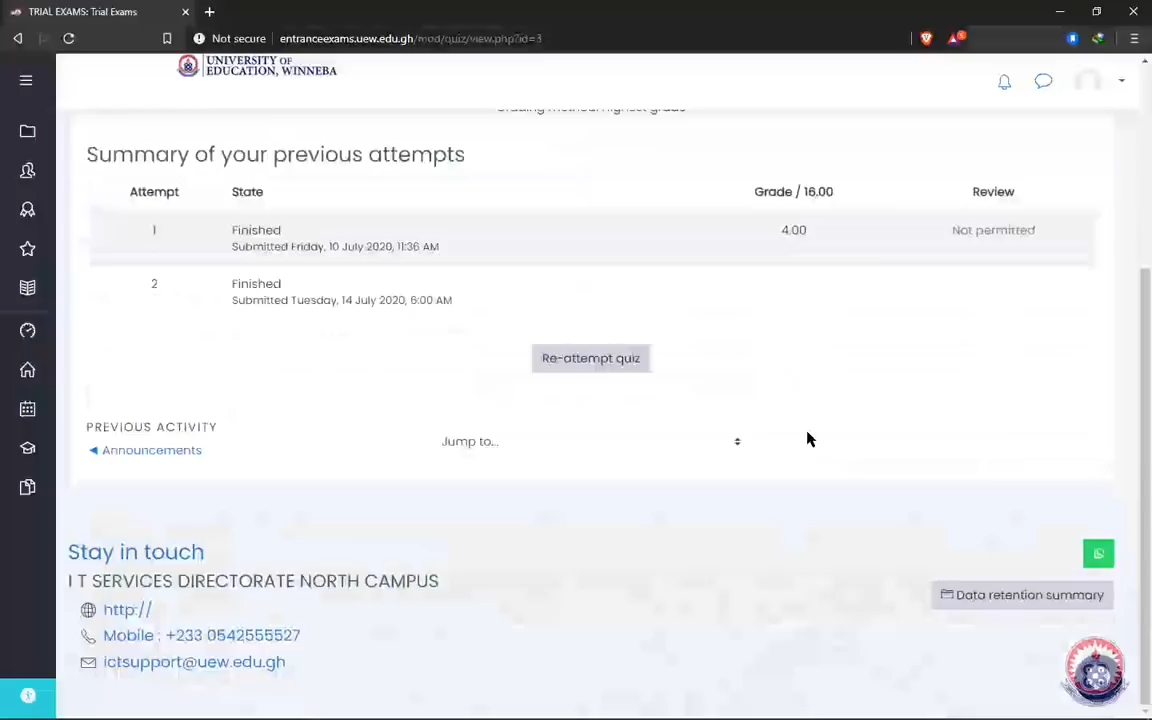 TRIAL EXAMS: Trial Exams
Not secure entranceexams.uew.edu.gh/mod/quiz/view.php?id=3
UNIVERSITY OF
EDUCATION, WINNEBA
Grading method: Highest grade
Summary of your previous attempts
Attempt State Grade / 16.00 Review
1 Finished 4.00 Not permitted
Submitted Friday, 10 July 2020, 11:36 AM
2 Finished
Submitted Tuesday, 14 July 2020, 6:00 AM
Re-attempt quiz
PREVIOUS ACTIVITY
◄ Announcements
Jump to...
Stay in touch
I T SERVICES DIRECTORATE NORTH CAMPUS
http://
Data retention summary
Mobile : +233 0542555527
ictsupport@uew.edu.gh